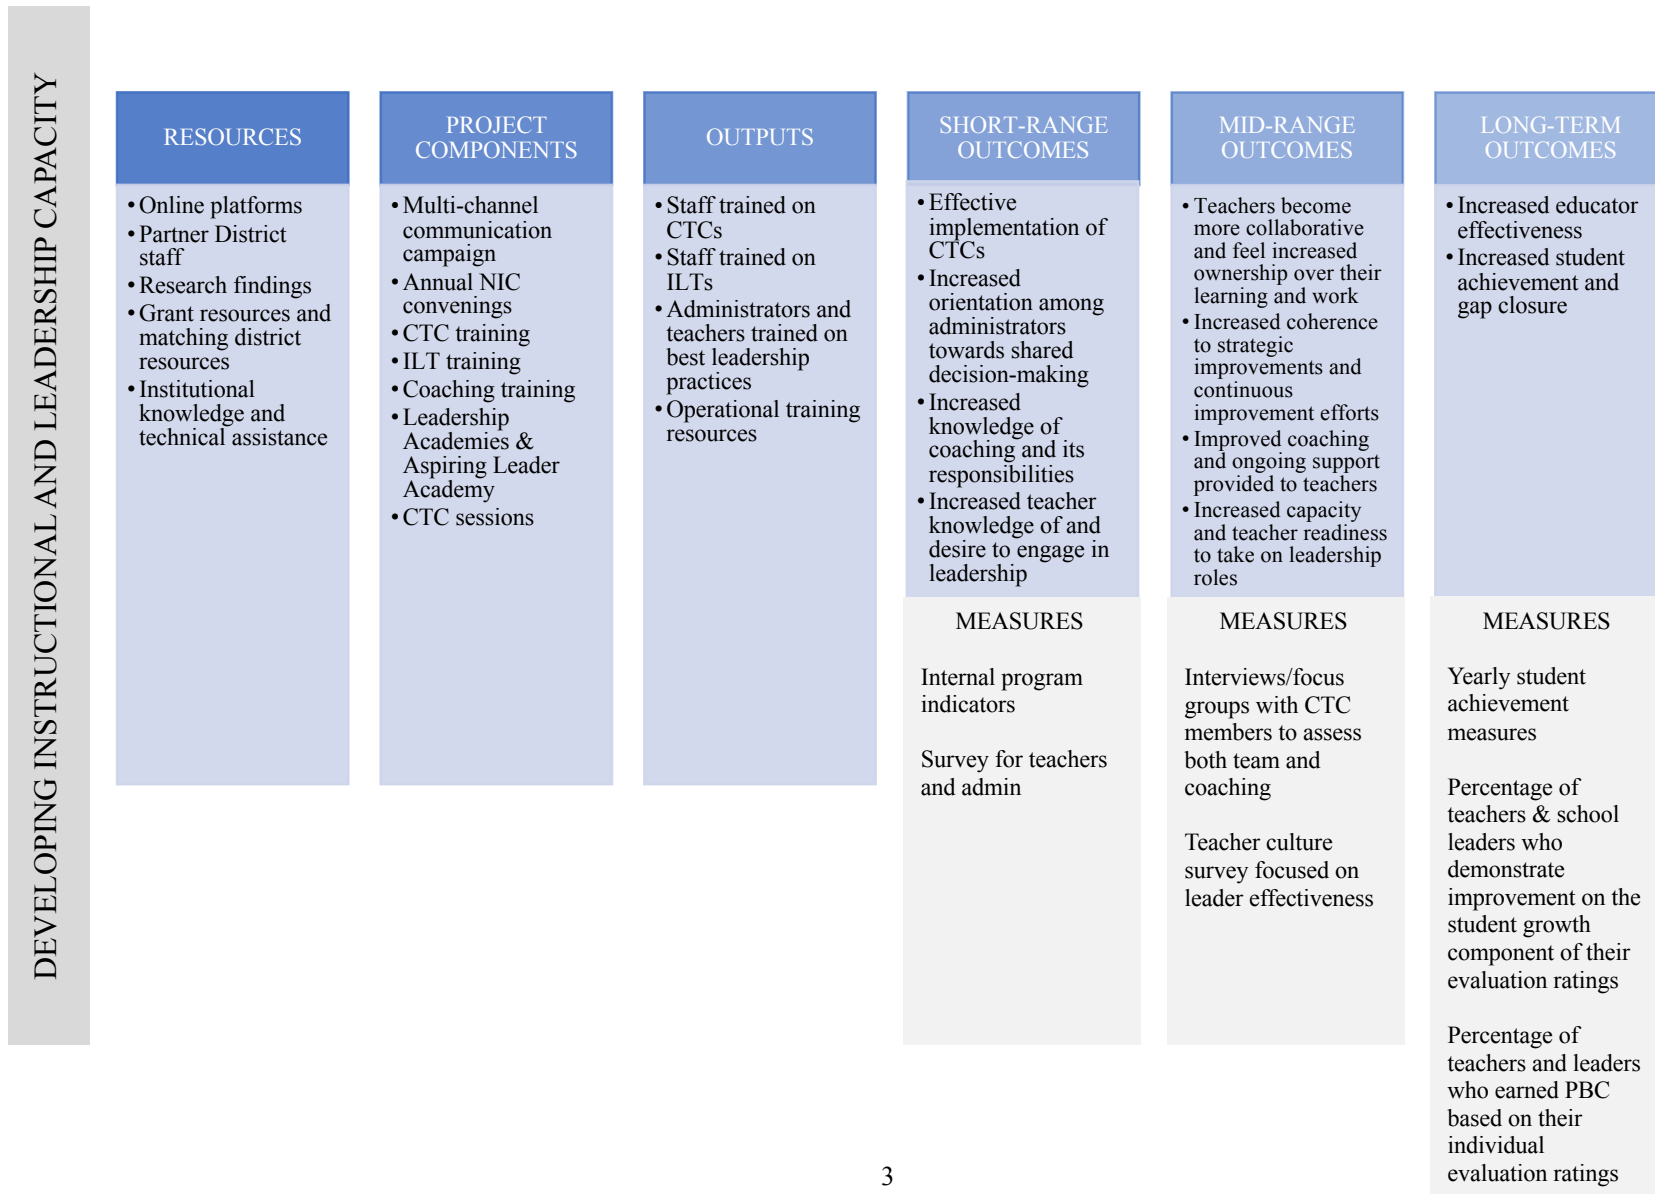 DEVELOPING INSTRUCTIONAL AND LEADERSHIP CAPACITY
RESOURCES
• Online platforms
• Partner District
staff
• Research findings
• Grant resources and
matching district
resources
• Institutional
knowledge and
technical assistance
PROJECT
COMPONENTS
• Multi-channel
communication
campaign
• Annual NIC
convenings
• CTC training
• ILT training
• Coaching training
• Leadership
Academies &
Aspiring Leader
Academy
• CTC sessions
OUTPUTS
• Staff trained on
CTCs
• Staff trained on
ILTs
• Administrators and
teachers trained on
best leadership
practices
• Operational training
resources
SHORT-RANGE
OUTCOMES
• Effective
implementation of
CTCs
• Increased
orientation among
administrators
towards shared
decision-making
• Increased
knowledge of
coaching and its
responsibilities
• Increased teacher
knowledge of and
desire to engage in
leadership
MEASURES
Internal program
indicators
Survey for teachers
and admin
MID-RANGE
OUTCOMES
• Teachers become
more collaborative
and feel increased
ownership over their
learning and work
• Increased coherence
to strategic
improvements and
continuous
improvement efforts
• Improved coaching
and ongoing support
provided to teachers
• Increased capacity
and teacher readiness
to take on leadership
roles
MEASURES
Interviews/focus
groups with CTC
members to assess
both team and
coaching
Teacher culture
survey focused on
leader effectiveness
LONG-TERM
OUTCOMES
• Increased educator
effectiveness
• Increased student
achievement and
gap closure
MEASURES
Yearly student
achievement
measures
Percentage of
teachers & school
leaders who
demonstrate
improvement on the
student growth
component of their
evaluation ratings
Percentage of
teachers and leaders
who earned PBC
based on their
individual
evaluation ratings
3